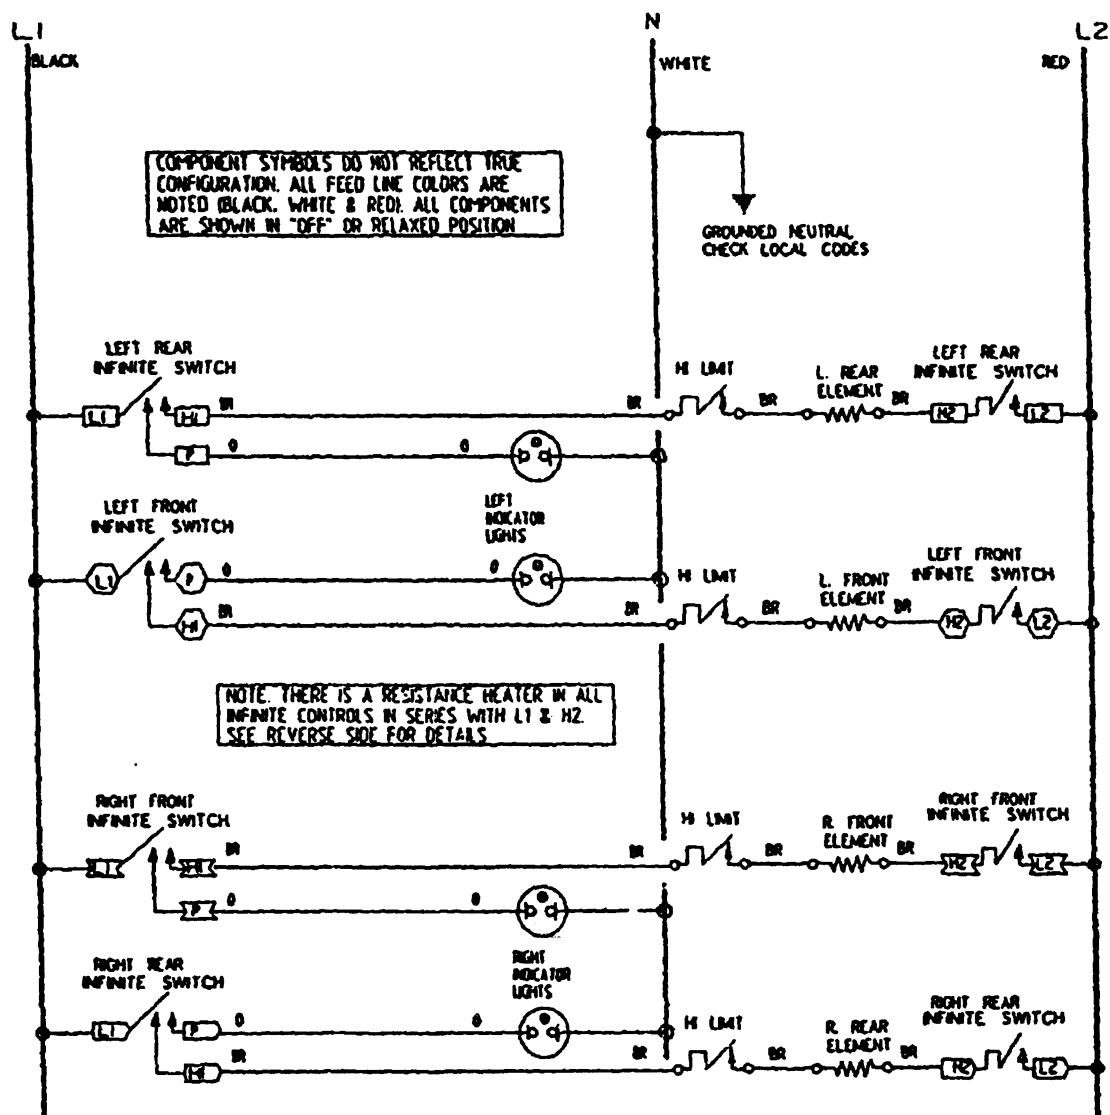 L1
N
L2
BLACK
WHITE
RED
COMPONENT SYMBOLS DO NOT REFLECT TRUE
CONFIGURATION. ALL FEED LINE COLORS ARE
NOTED (BLACK, WHITE & RED). ALL COMPONENTS
ARE SHOWN IN "OFF" OR RELAXED POSITION
GROUNDED NEUTRAL
CHECK LOCAL CODES
LEFT REAR
INFINITE SWITCH
HI LIMIT
L. REAR
ELEMENT
LEFT REAR
INFINITE SWITCH
L1
H1
BR
BR
BR
BR
H2
L2
P
O
O
LEFT FRONT
INFINITE SWITCH
LEFT
INDICATOR
LIGHTS
L1
P
O
O
HI LIMIT
L. FRONT
ELEMENT
LEFT FRONT
INFINITE SWITCH
H1
BR
BR
BR
BR
H2
L2
NOTE. THERE IS A RESISTANCE HEATER IN ALL
INFINITE CONTROLS IN SERIES WITH L1 & H2.
SEE REVERSE SIDE FOR DETAILS
RIGHT FRONT
INFINITE SWITCH
HI LIMIT
R. FRONT
ELEMENT
RIGHT FRONT
INFINITE SWITCH
L1
H1
BR
BR
BR
BR
H2
L2
P
O
O
RIGHT REAR
INFINITE SWITCH
RIGHT
INDICATOR
LIGHTS
L1
P
O
O
HI LIMIT
R. REAR
ELEMENT
RIGHT REAR
INFINITE SWITCH
H1
BR
BR
BR
BR
H2
L2